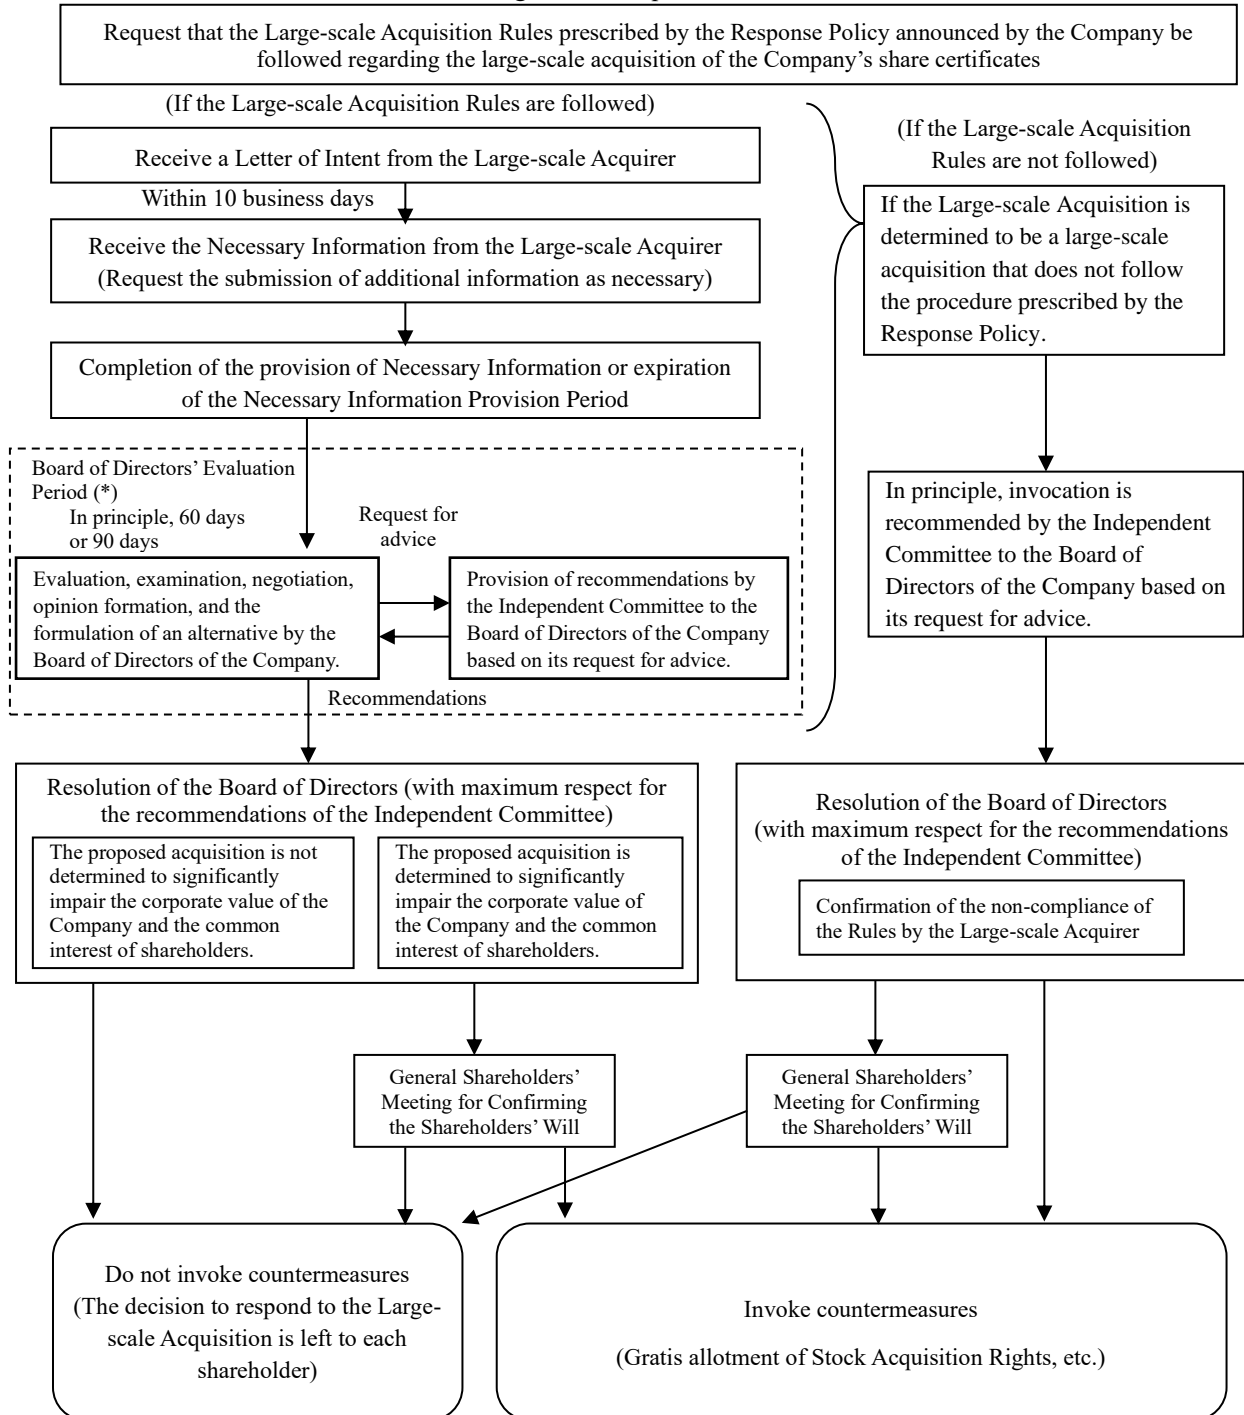 Request that the Large-scale Acquisition Rules prescribed by the Response Policy announced by the Company be
followed regarding the large-scale acquisition of the Company's share certificates
(If the Large-scale Acquisition Rules are followed)
(If the Large-scale Acquisition
Rules are not followed)
Receive a Letter of Intent from the Large-scale Acquirer
Within 10 business days
Receive the Necessary Information from the Large-scale Acquirer
(Request the submission of additional information as necessary)
If the Large-scale Acquisition is
determined to be a large-scale
acquisition that does not follow
the procedure prescribed by the
Response Policy.
Completion of the provision of Necessary Information or expiration
of the Necessary Information Provision Period
Board of Directors' Evaluation
Period (*)
In principle, 60 days
or 90 days
Request for
advice
Evaluation, examination, negotiation,
opinion formation, and the
formulation of an alternative by the
Board of Directors of the Company.
Provision of recommendations by
the Independent Committee to the
Board of Directors of the Company
based on its request for advice.
Recommendations
In principle, invocation is
recommended by the Independent
Committee to the Board of
Directors of the Company based on
its request for advice.
Resolution of the Board of Directors (with maximum respect for
the recommendations of the Independent Committee)
The proposed acquisition is not
determined to significantly
impair the corporate value of the
Company and the common
interest of shareholders.
The proposed acquisition is
determined to significantly
impair the corporate value of
the Company and the common
interest of shareholders.
Resolution of the Board of Directors
(with maximum respect for the recommendations
of the Independent Committee)
Confirmation of the non-compliance of
the Rules by the Large-scale Acquirer
General Shareholders'
Meeting for Confirming
the Shareholders' Will
General Shareholders'
Meeting for Confirming
the Shareholders' Will
Do not invoke countermeasures
(The decision to respond to the Large-
scale Acquisition is left to each
shareholder)
Invoke countermeasures
(Gratis allotment of Stock Acquisition Rights, etc.)